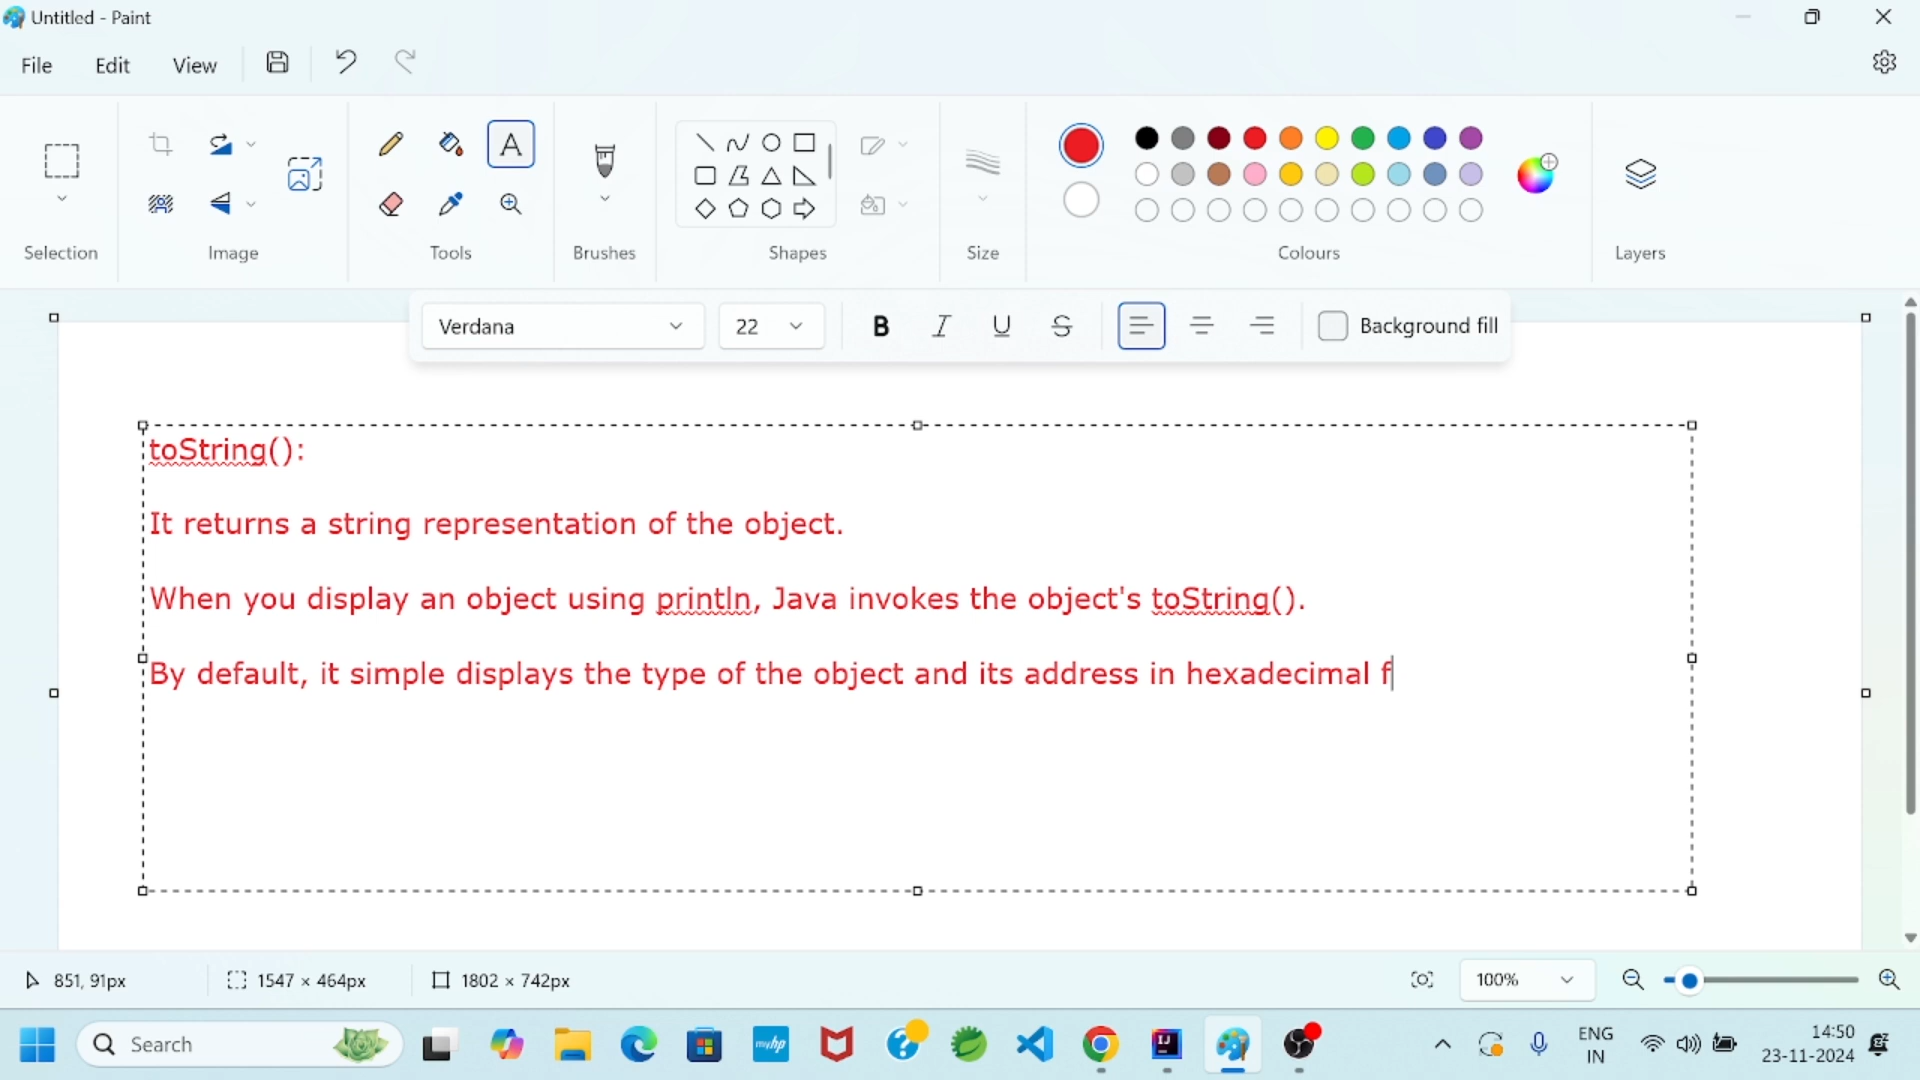 Untitled - Paint
File Edit View
Selection Image Tools Brushes Shapes Size Colours Layers
Verdana 22 B I U S Background fill
toString():
It returns a string representation of the object.
When you display an object using println, Java invokes the object's toString().
By default, it simple displays the type of the object and its address in hexadecimal f
851, 91px 1547 × 464px 1802 × 742px 100%
Search myhp IJ ENG 14:50
IN 23-11-2024